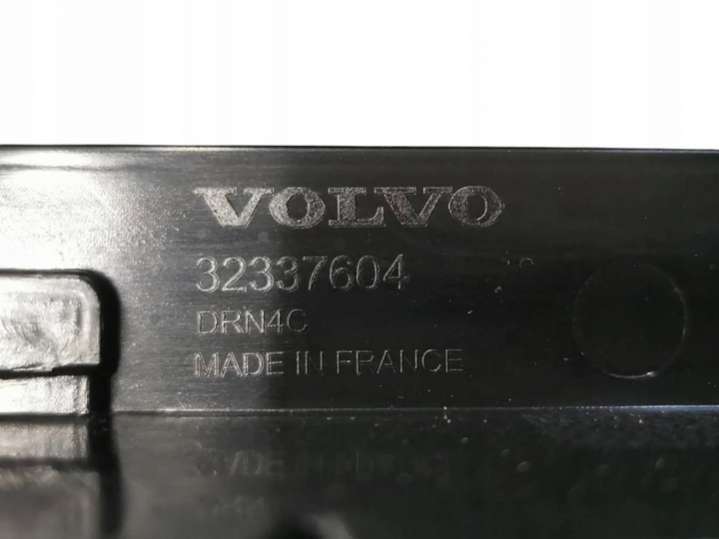 VOLVO
32337604
DRN4C
MADE IN FRANCE